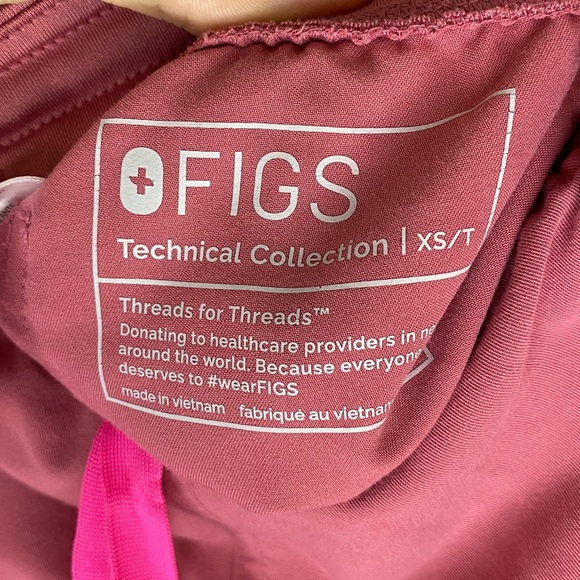 FIGS
Technical Collection | XS/T
Threads for Threads™
Donating to healthcare providers in
around the world. Because everyone
deserves to #wearFIGS
made in vietnam fabriqué au vietnam